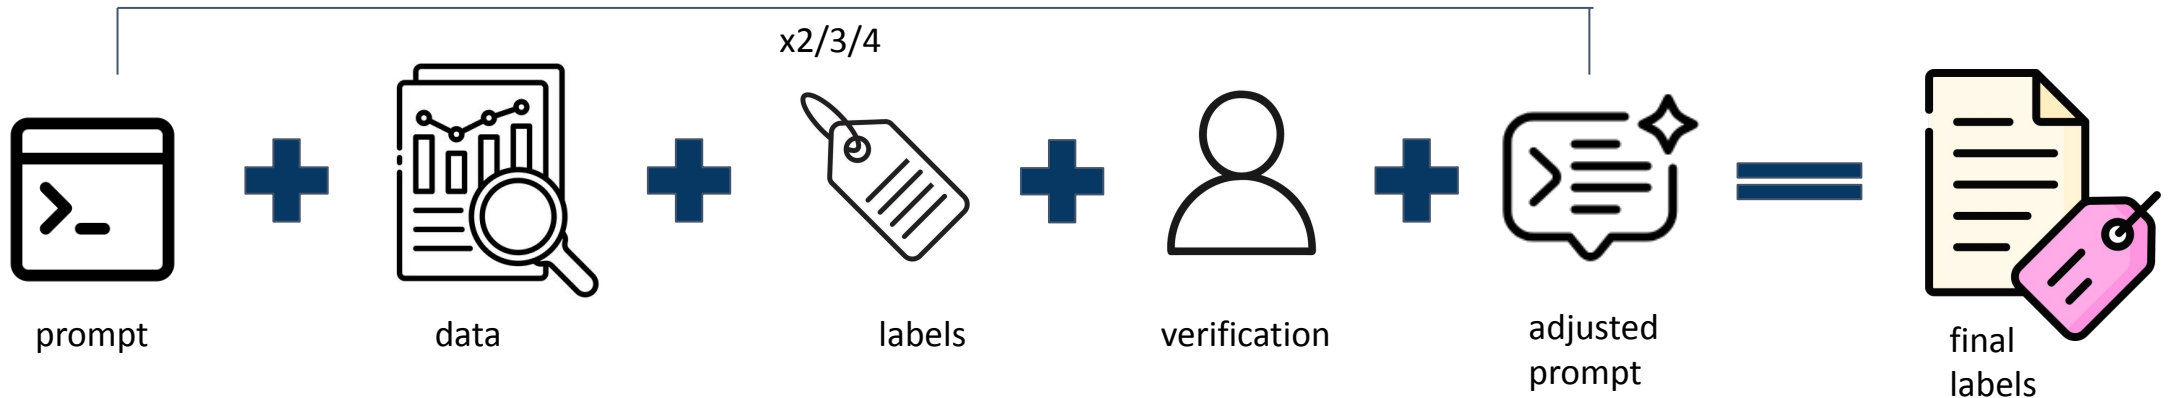 x2/3/4
prompt
data
labels
verification
adjusted
prompt
final
labels